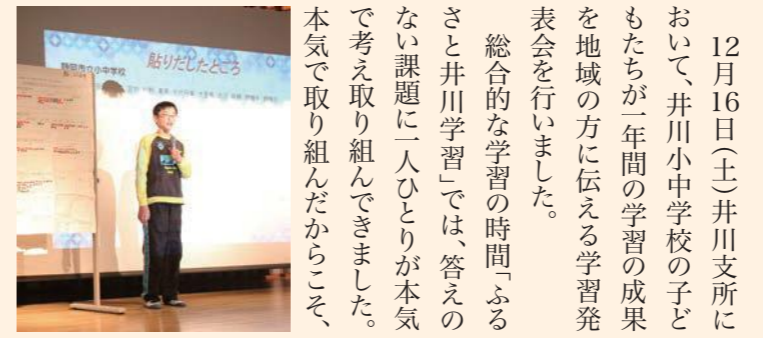 12月16日(土)井川支所に
おいて、井川小中学校の子ど
もたちが一年間の学習の成果
を地域の方に伝える学習発
表会を行いました。
総合的な学習の時間「ふる
さと井川学習」では、答えの
ない課題に一人ひとりが本気
で考え取り組んできました。
本気で取り組んだからこそ、
貼りだしたところ
静岡市立小中学校